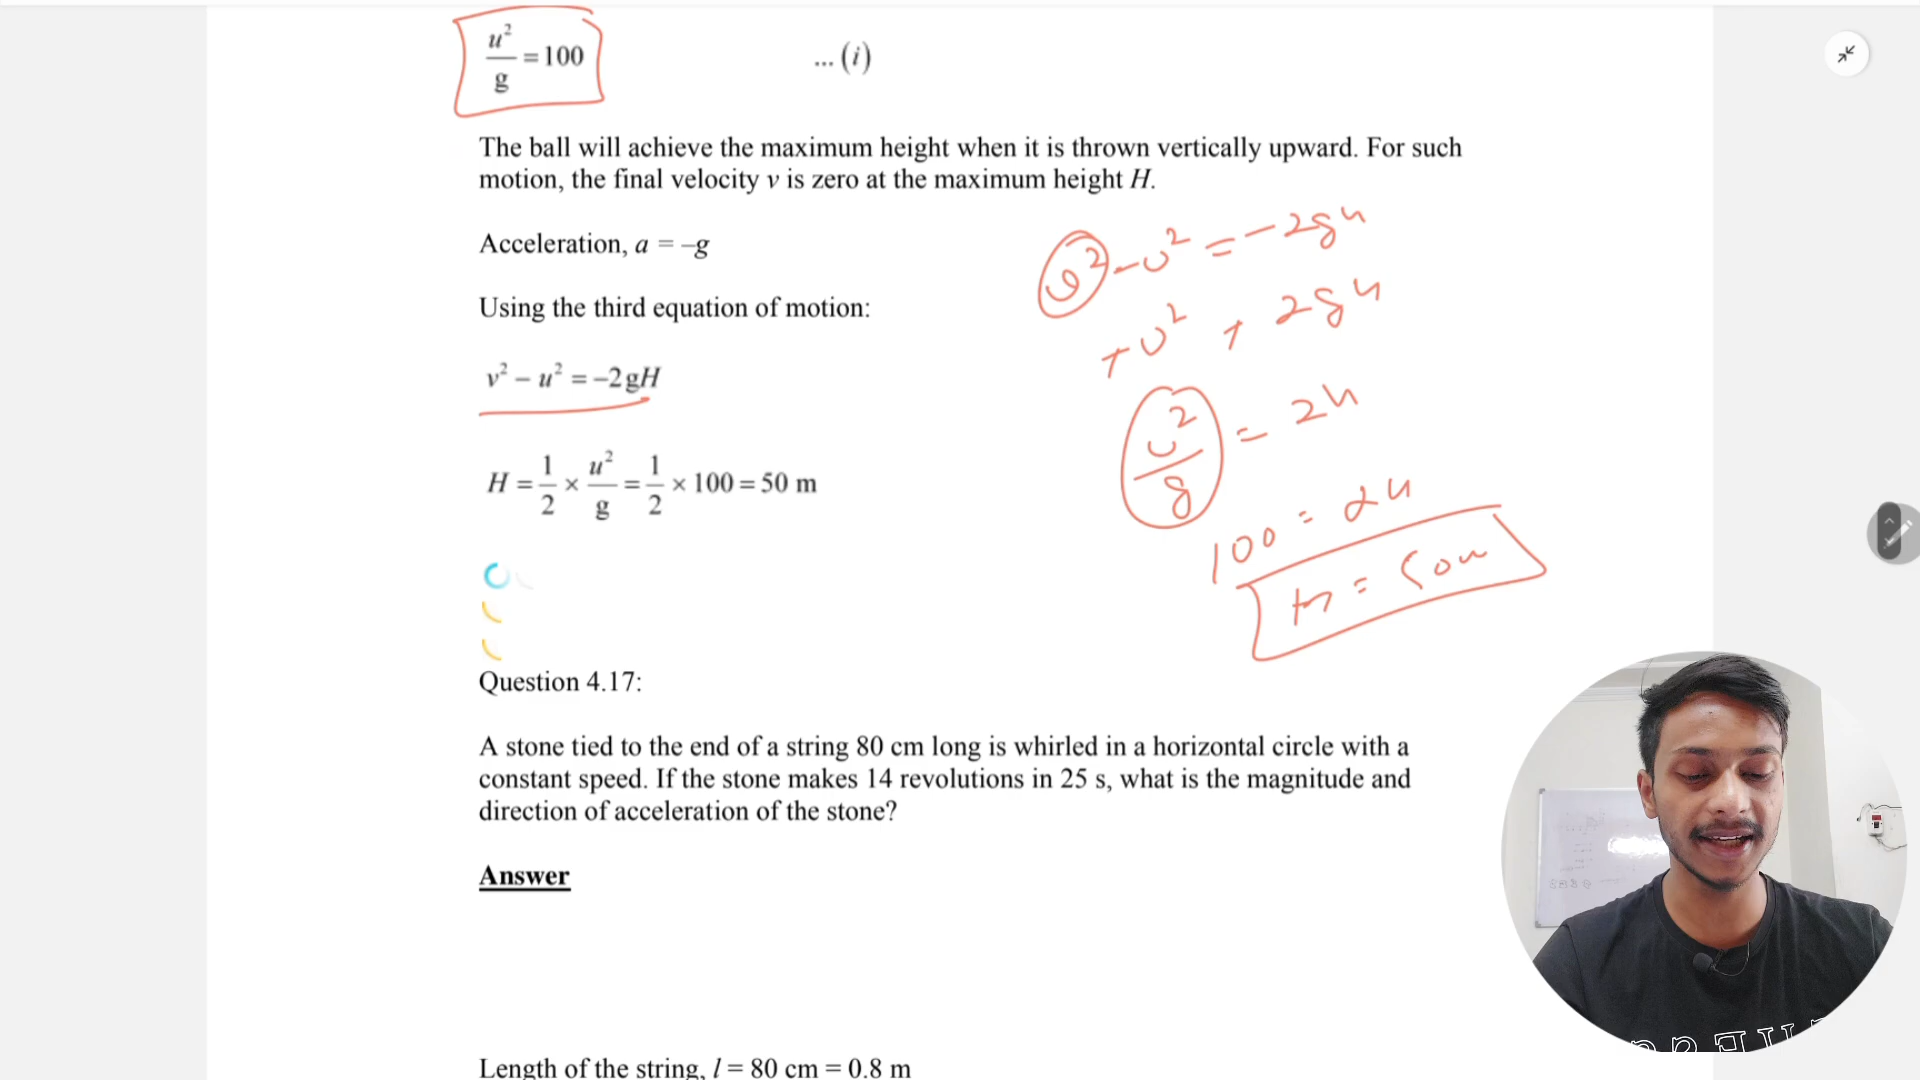 u²/g = 100 ... (i)
The ball will achieve the maximum height when it is thrown vertically upward. For such
motion, the final velocity v is zero at the maximum height H.
Acceleration, a = –g
Using the third equation of motion:
v² – u² = –2gH
H = 1/2 × u²/g = 1/2 × 100 = 50 m
v² – u² = – 2gH
+u² + 2gH
u²/g = 2H
100 = 2H
H = 50m
Question 4.17:
A stone tied to the end of a string 80 cm long is whirled in a horizontal circle with a
constant speed. If the stone makes 14 revolutions in 25 s, what is the magnitude and
direction of acceleration of the stone?
Answer
Length of the string, l = 80 cm = 0.8 m